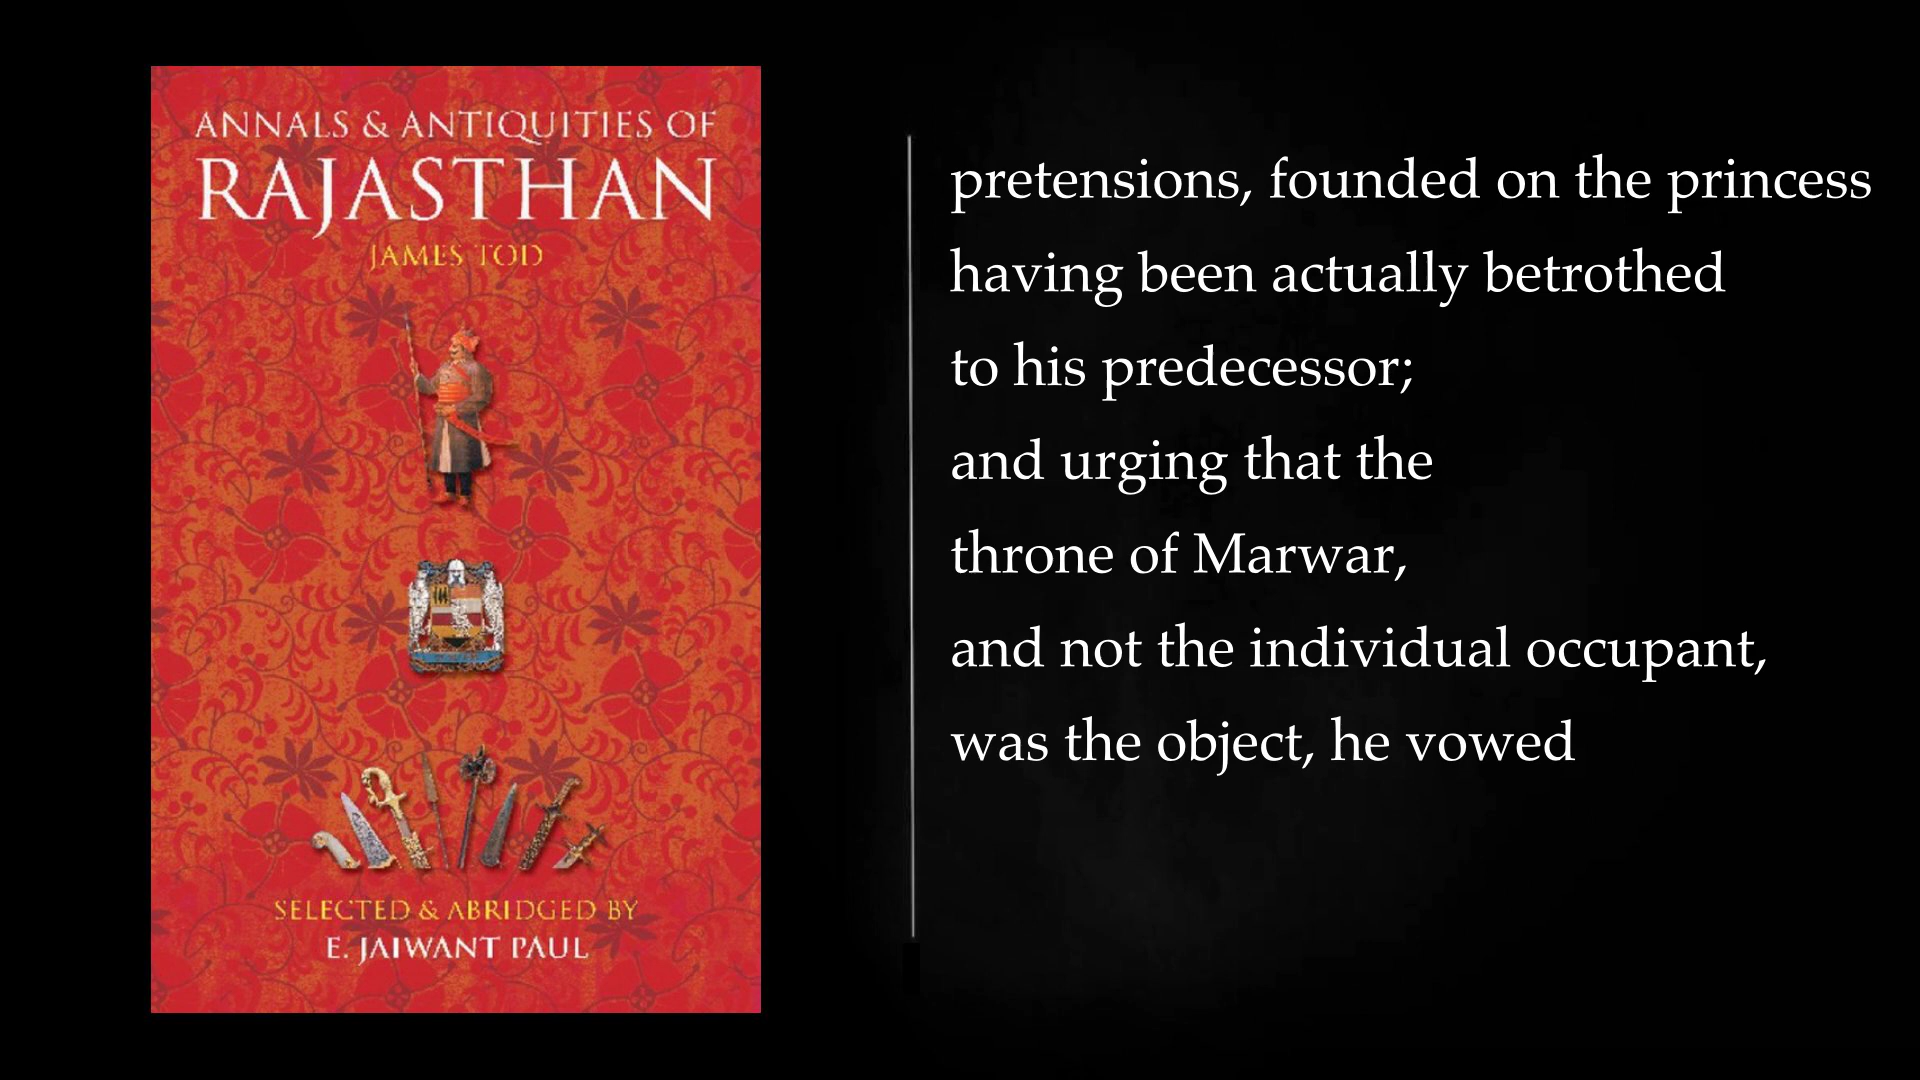 ANNALS & ANTIQUITIES OF
RAJASTHAN
JAMES TOD
SELECTED & ABRIDGED BY
E. JAIWANT PAUL
pretensions, founded on the princess
having been actually betrothed
to his predecessor;
and urging that the
throne of Marwar,
and not the individual occupant,
was the object, he vowed